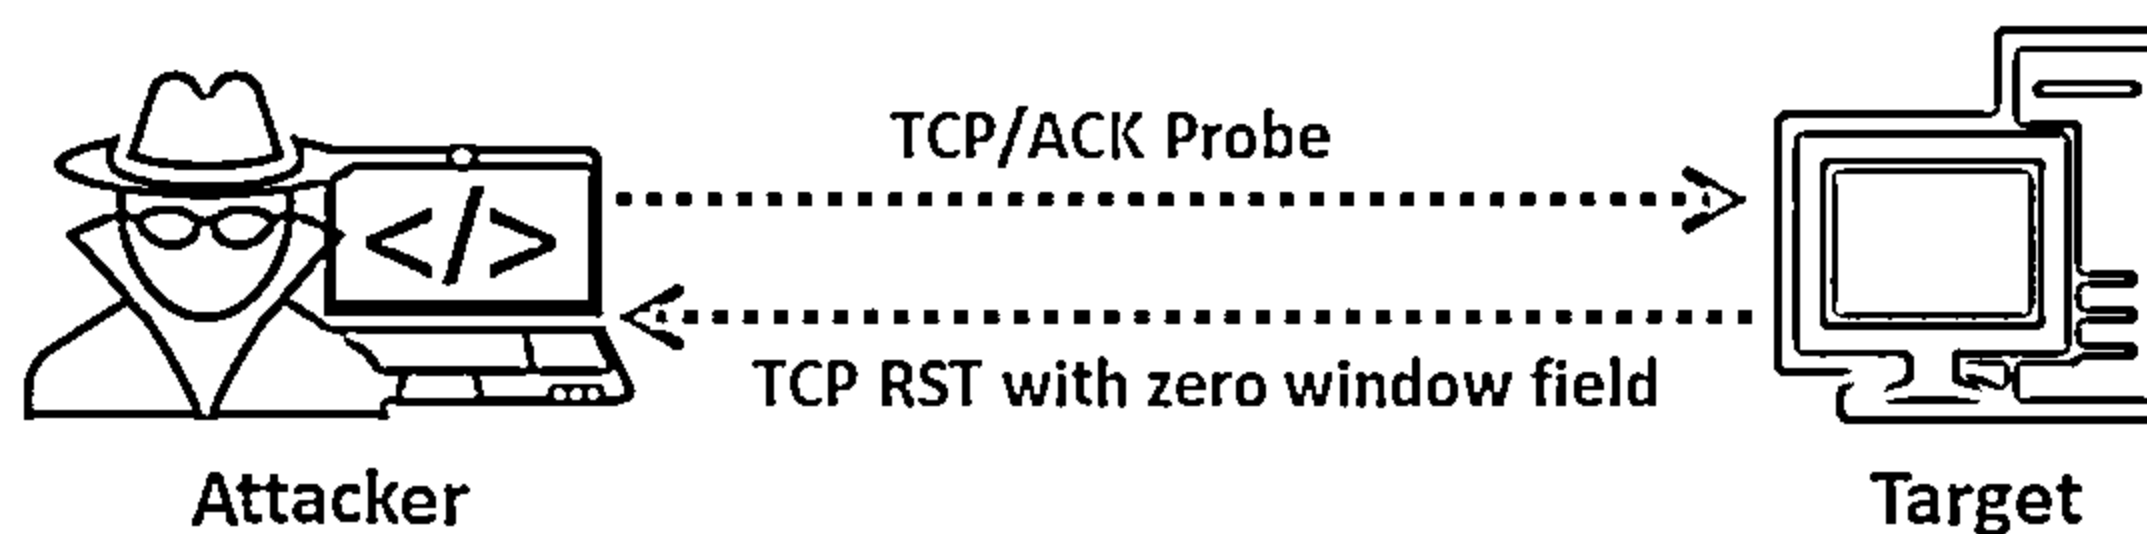 TCP/ACK Probe
</>
TCP RST with zero window field
Attacker
Target